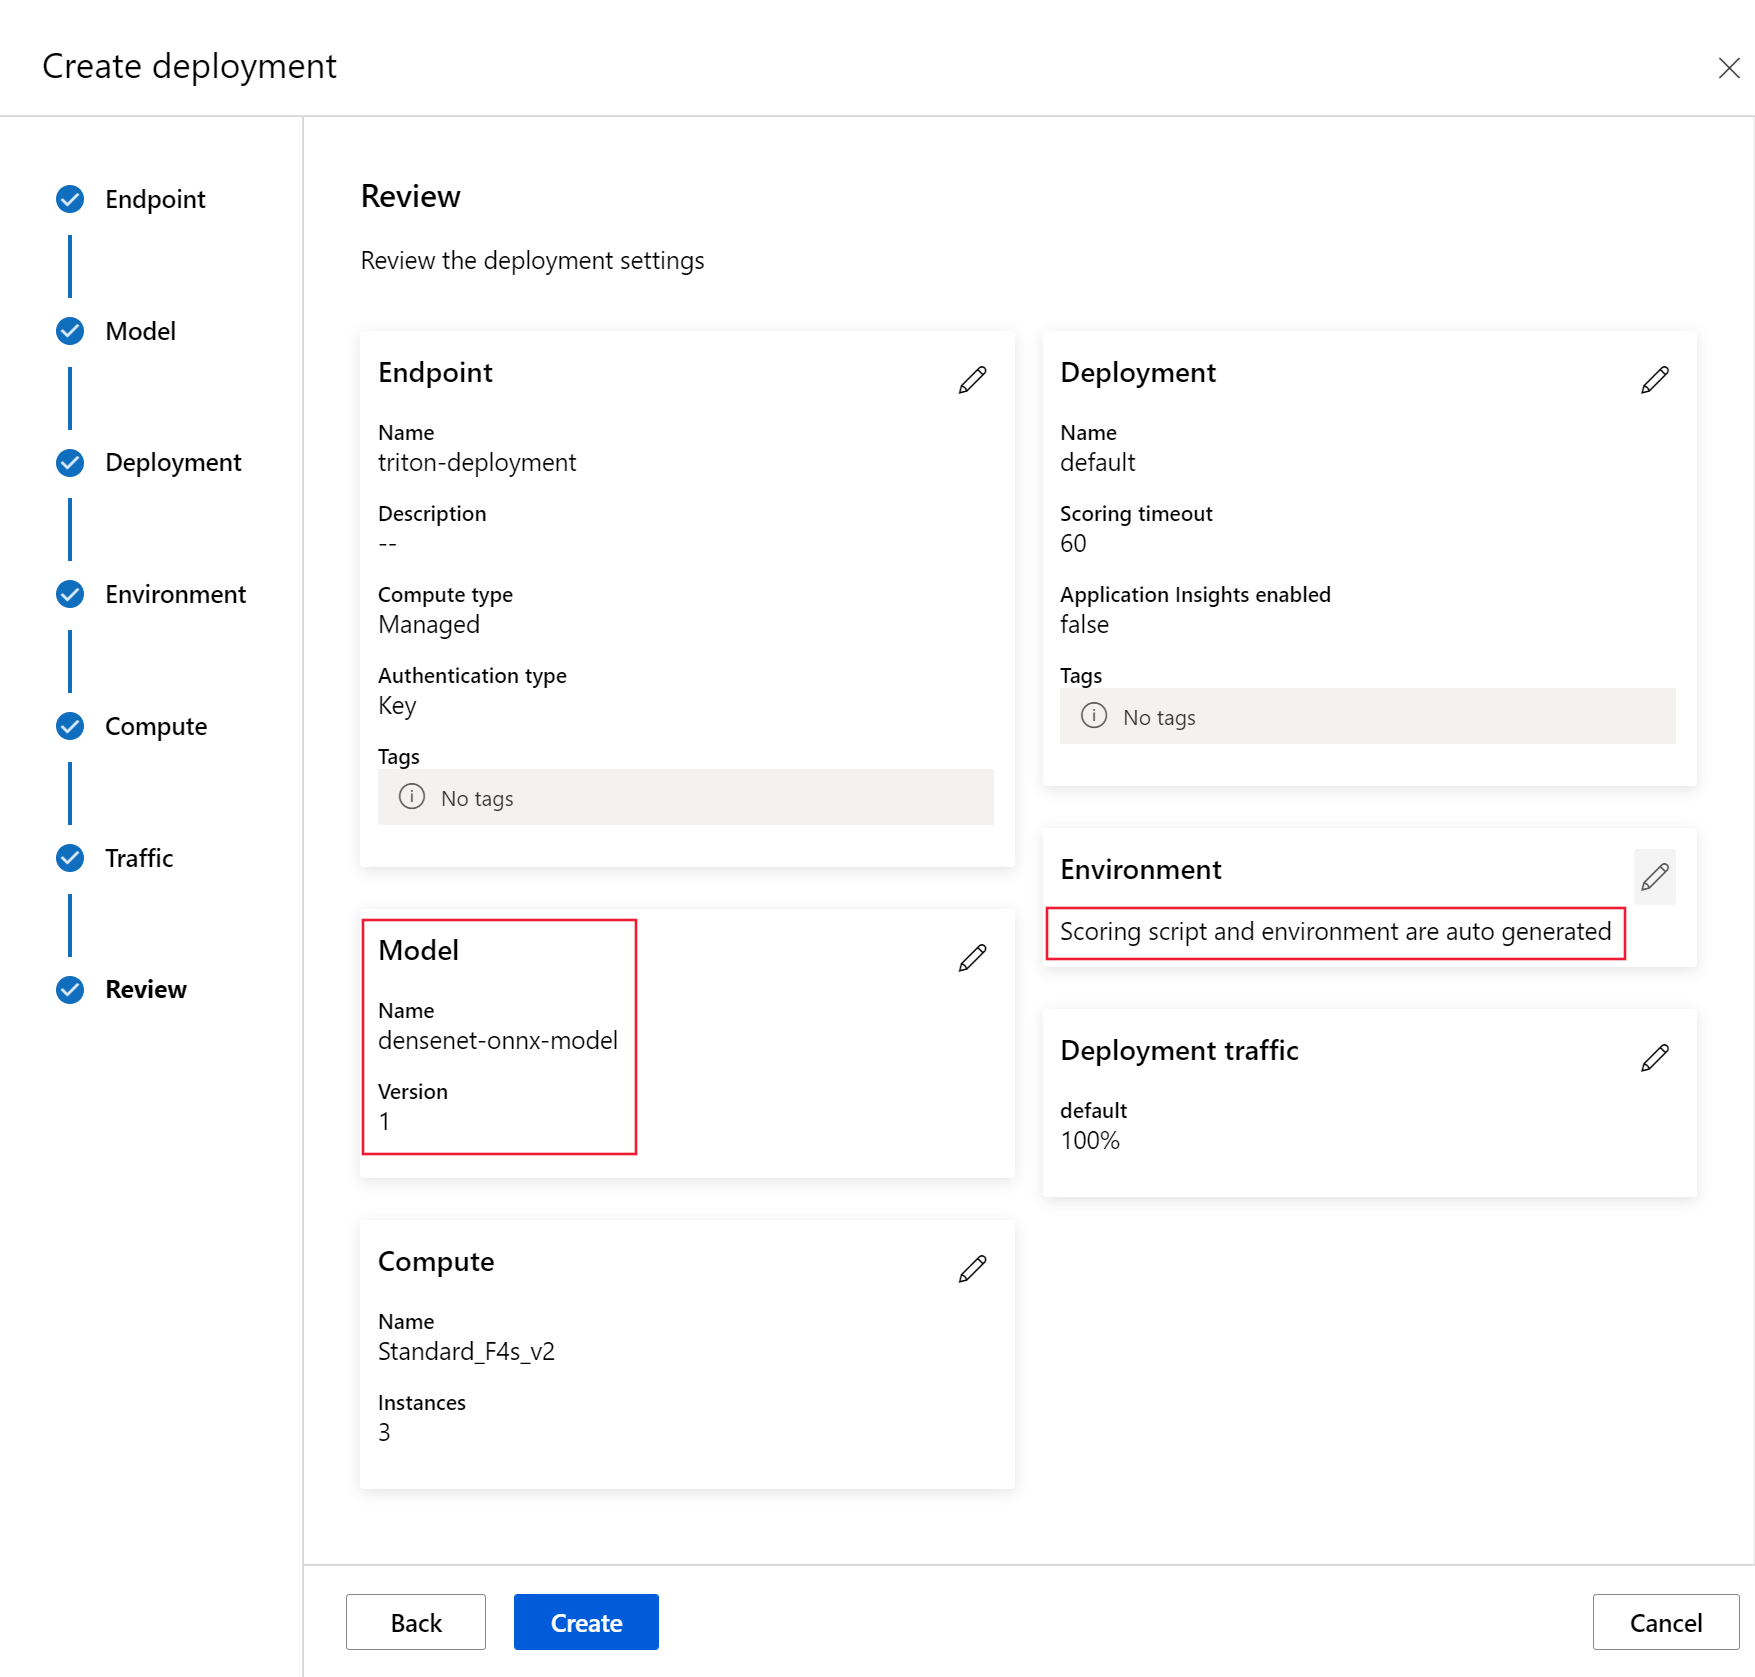 Create deployment
Endpoint
Model
Deployment
Environment
Compute
Traffic
Review
Review
Review the deployment settings
Endpoint
Name
triton-deployment
Description
--
Compute type
Managed
Authentication type
Key
Tags
No tags
Model
Name
densenet-onnx-model
Version
1
Compute
Name
Standard_F4s_v2
Instances
3
Deployment
Name
default
Scoring timeout
60
Application Insights enabled
false
Tags
No tags
Environment
Scoring script and environment are auto generated
Deployment traffic
default
100%
Back
Create
Cancel